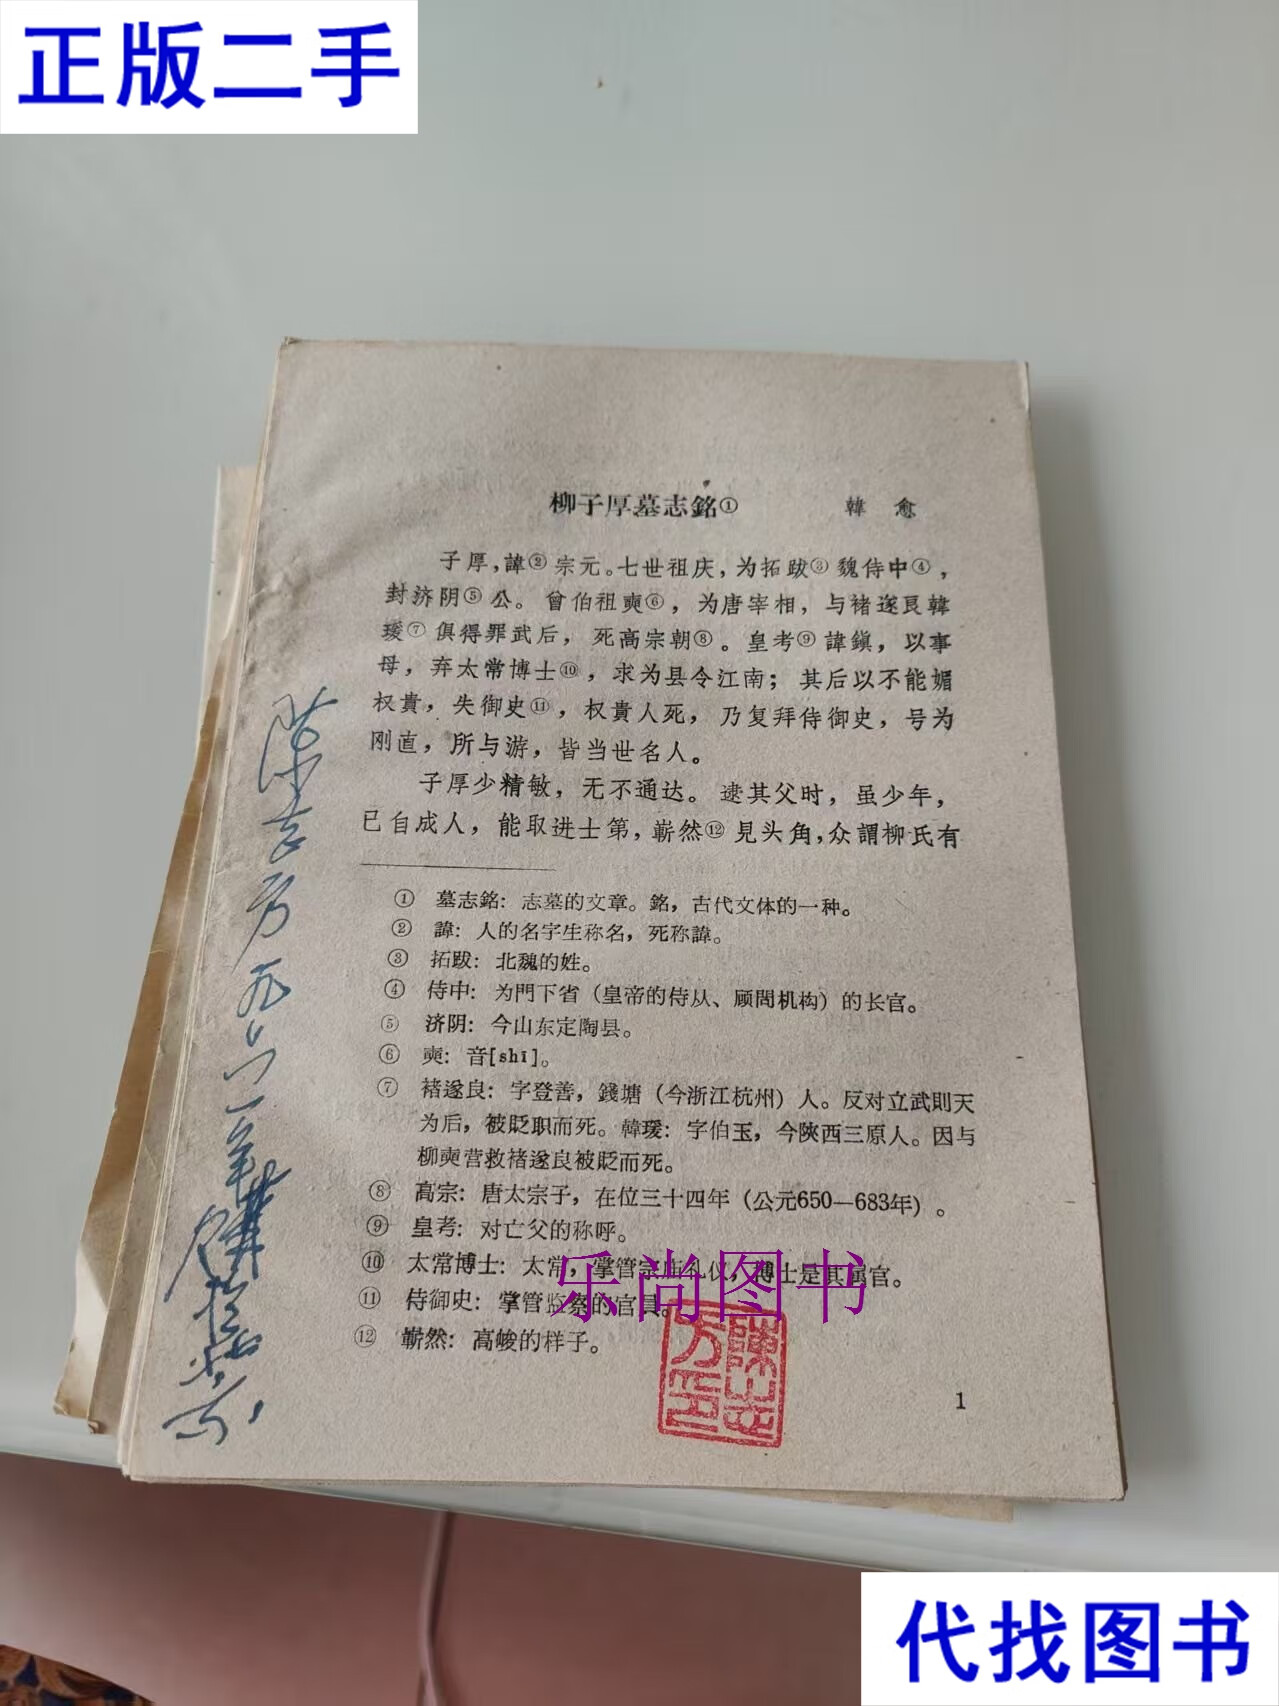 正版二手
柳子厚墓志銘① 韓愈
子厚，諱②宗元。七世祖庆，为拓跋③魏侍中④，
封济阴⑤公。曾伯祖奭⑥，为唐宰相，与褚遂良韓
瑗⑦俱得罪武后，死高宗朝⑧。皇考⑨諱鎭，以事
母，弃太常博士⑩，求为县令江南；其后以不能媚
权貴，失御史⑪，权貴人死，乃复拜侍御史，号为
刚直，所与游，皆当世名人。
子厚少精敏，无不通达。逮其父时，虽少年，
已自成人，能取进士第，嶄然⑫見头角，众謂柳氏有
① 墓志銘：志墓的文章。銘，古代文体的一种。
② 諱：人的名字生称名，死称諱。
③ 拓跋：北魏的姓。
④ 侍中：为門下省（皇帝的侍从、顾問机构）的长官。
⑤ 济阴：今山东定陶县。
⑥ 奭：音[shī]。
⑦ 褚遂良：字登善，錢塘（今浙江杭州）人。反对立武則天
为后，被貶职而死。韓瑗：字伯玉，今陝西三原人。因与
柳奭营救褚遂良被貶而死。
⑧ 高宗：唐太宗子，在位三十四年（公元650—683年）。
⑨ 皇考：对亡父的称呼。
⑩ 太常博士：太常，掌管宗庙礼仪，博士是其属官。
⑪ 侍御史：掌管监察的官員。
⑫ 嶄然：高峻的样子。
乐尚图书
1
代找图书